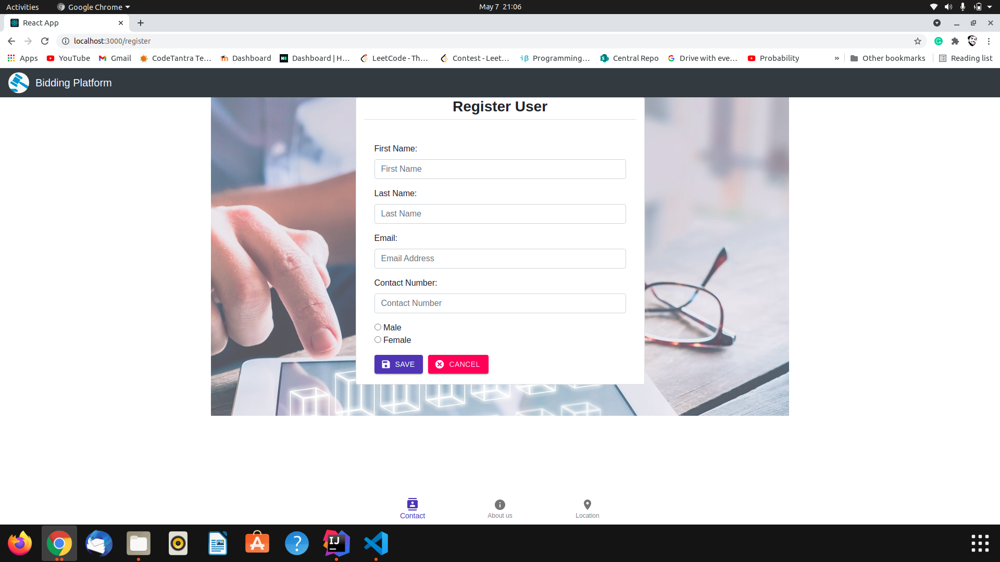 Activities
Google Chrome
May 7 21:06
React App
localhost:3000/register
Apps
YouTube
Gmail
CodeTantra Te...
Dashboard
Dashboard | H...
LeetCode - Th...
Contest - Leet...
Programming...
Central Repo
Drive with eve...
Probability
»
Other bookmarks
Reading list
Bidding Platform
Register User
First Name:
First Name
Last Name:
Last Name
Email:
Email Address
Contact Number:
Contact Number
Male
Female
SAVE
CANCEL
Contact
About us
Location
IJ